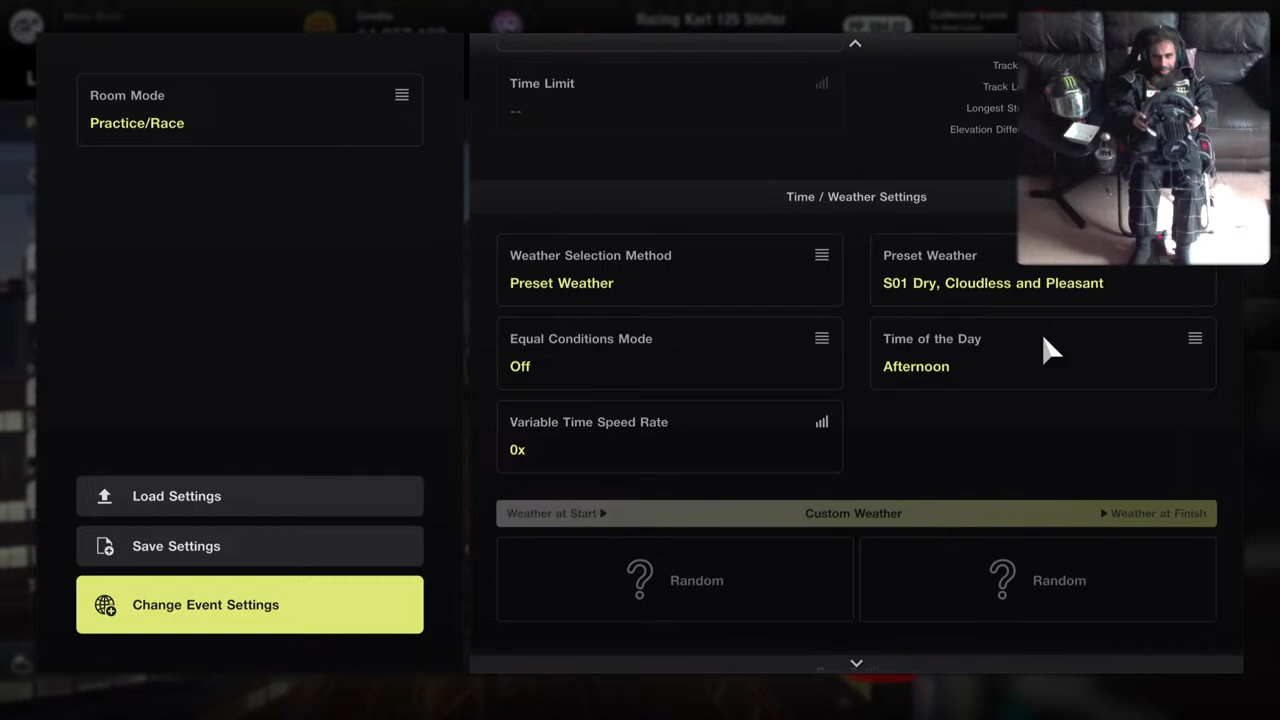 Credits
Racing Kart 125 Shifter
Room Mode
Practice/Race
Time Limit
--
Track
Track
Longest
Elevation
Time / Weather Settings
Weather Selection Method
Preset Weather
Preset Weather
S01 Dry, Cloudless and Pleasant
Equal Conditions Mode
Off
Time of the Day
Afternoon
Variable Time Speed Rate
0x
Weather at Start
Custom Weather
Weather at Finish
Random
Random
Load Settings
Save Settings
Change Event Settings